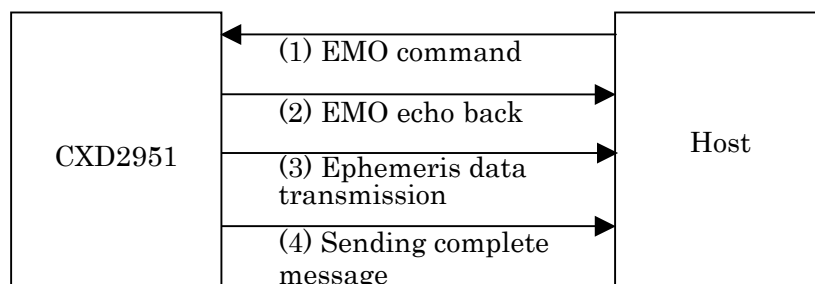 (1) EMO command
(2) EMO echo back
CXD2951
Host
(3) Ephemeris data
transmission
(4) Sending complete
message